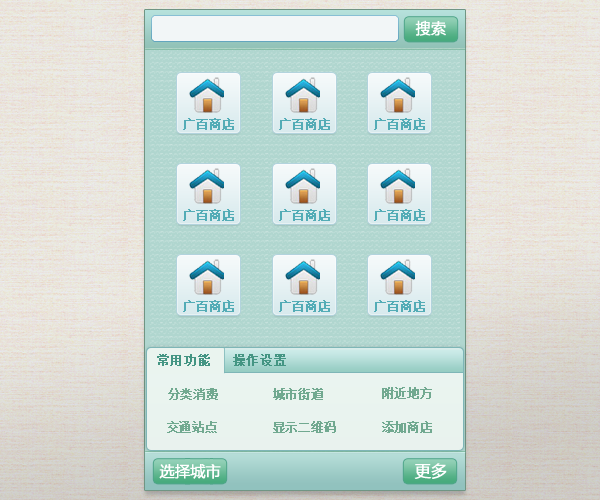 搜索
广百商店 广百商店 广百商店
广百商店 广百商店 广百商店
广百商店 广百商店 广百商店
常用功能 操作设置
分类消费 城市街道 附近地方
交通站点 显示二维码 添加商店
选择城市 更多